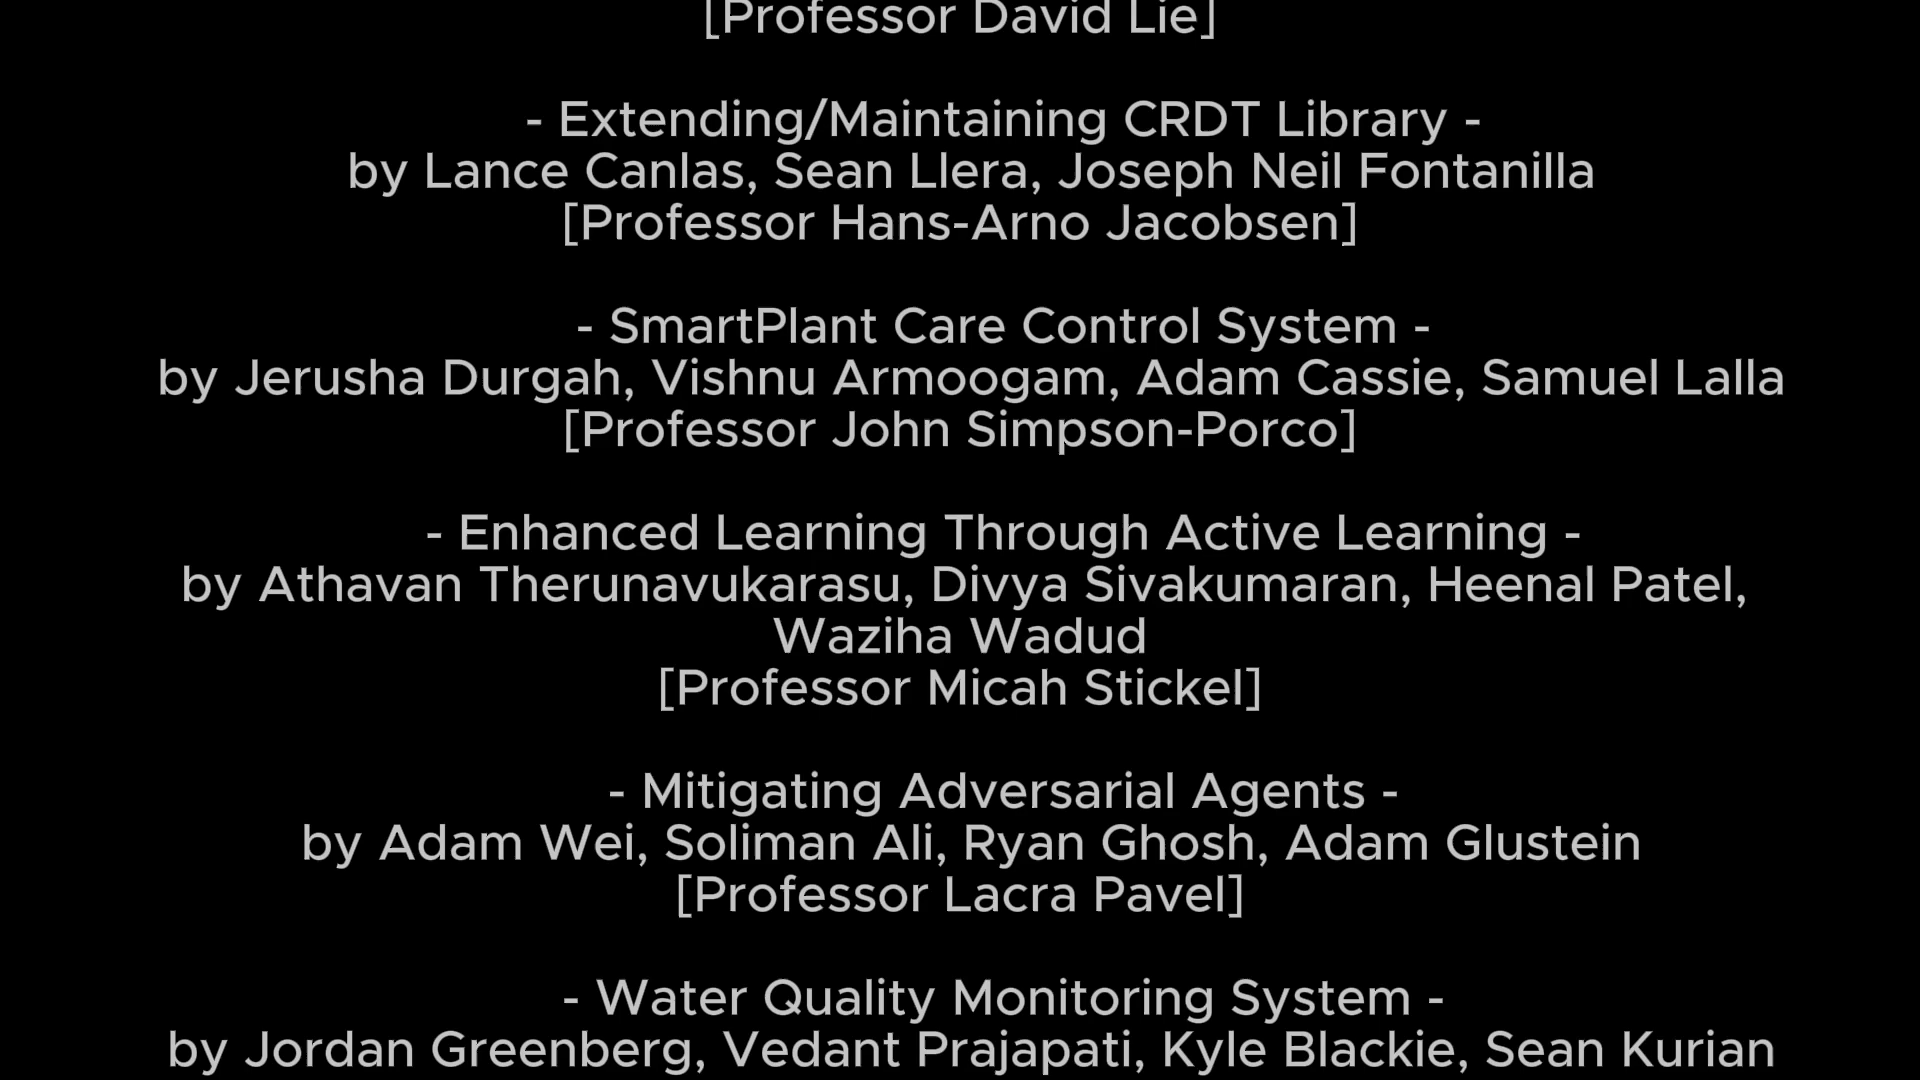 [Professor David Lie]
- Extending/Maintaining CRDT Library -
by Lance Canlas, Sean Llera, Joseph Neil Fontanilla
[Professor Hans-Arno Jacobsen]
- SmartPlant Care Control System -
by Jerusha Durgah, Vishnu Armoogam, Adam Cassie, Samuel Lalla
[Professor John Simpson-Porco]
- Enhanced Learning Through Active Learning -
by Athavan Therunavukarasu, Divya Sivakumaran, Heenal Patel,
Waziha Wadud
[Professor Micah Stickel]
- Mitigating Adversarial Agents -
by Adam Wei, Soliman Ali, Ryan Ghosh, Adam Glustein
[Professor Lacra Pavel]
- Water Quality Monitoring System -
by Jordan Greenberg, Vedant Prajapati, Kyle Blackie, Sean Kurian